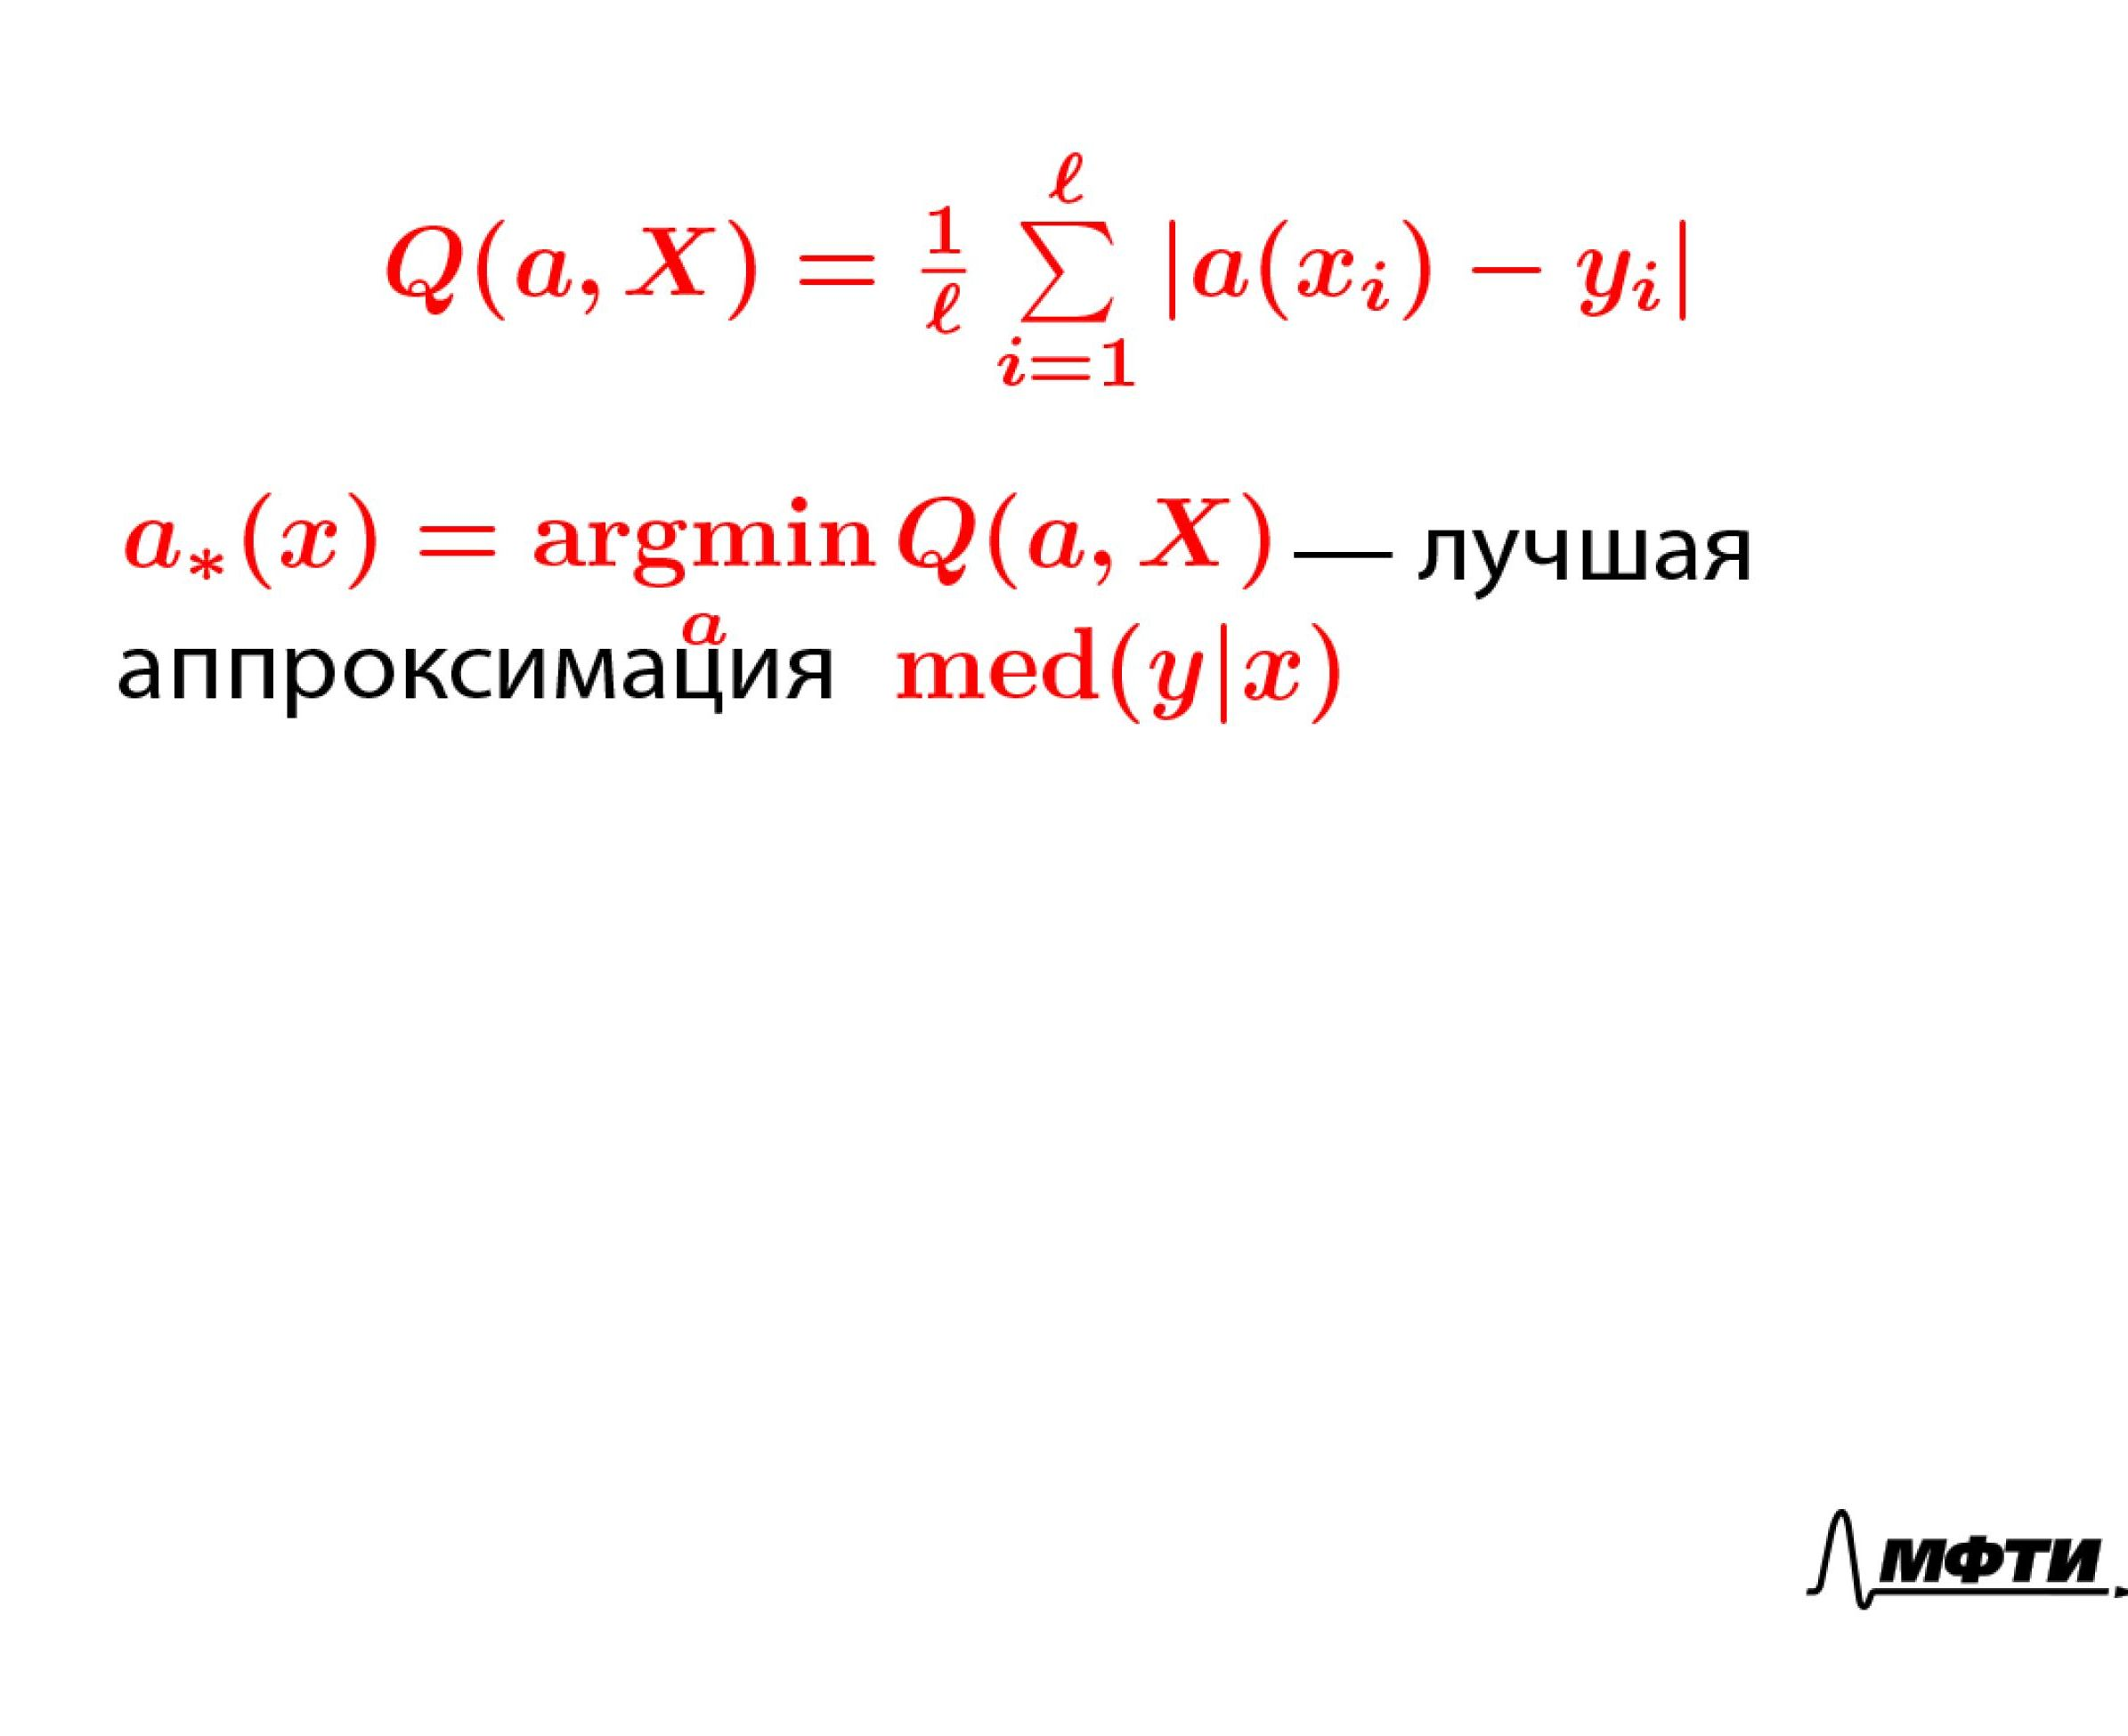 Q(a, X) = 1/ℓ ∑_{i=1}^{ℓ} |a(x_i) − y_i|
a_*(x) = argmin_a Q(a, X) — лучшая
аппроксимация med(y|x)
МФТИ